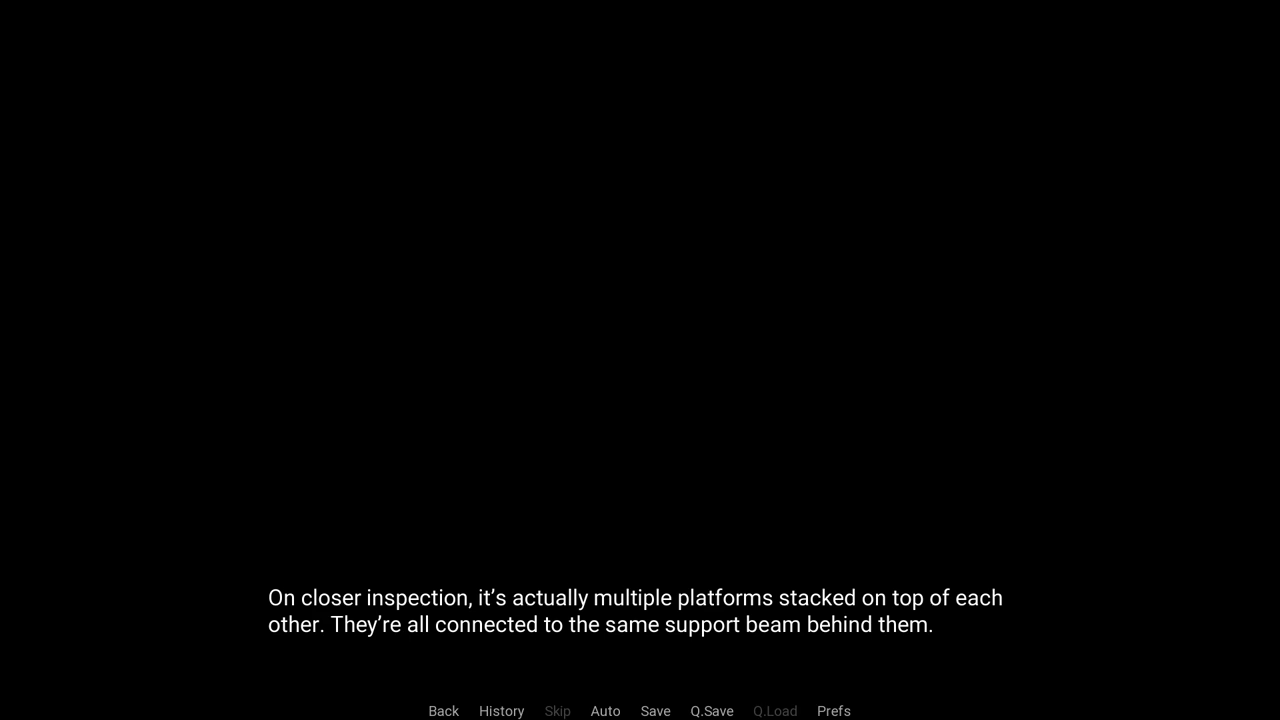 On closer inspection, it’s actually multiple platforms stacked on top of each
other. They’re all connected to the same support beam behind them.
Back History Skip Auto Save Q.Save Q.Load Prefs